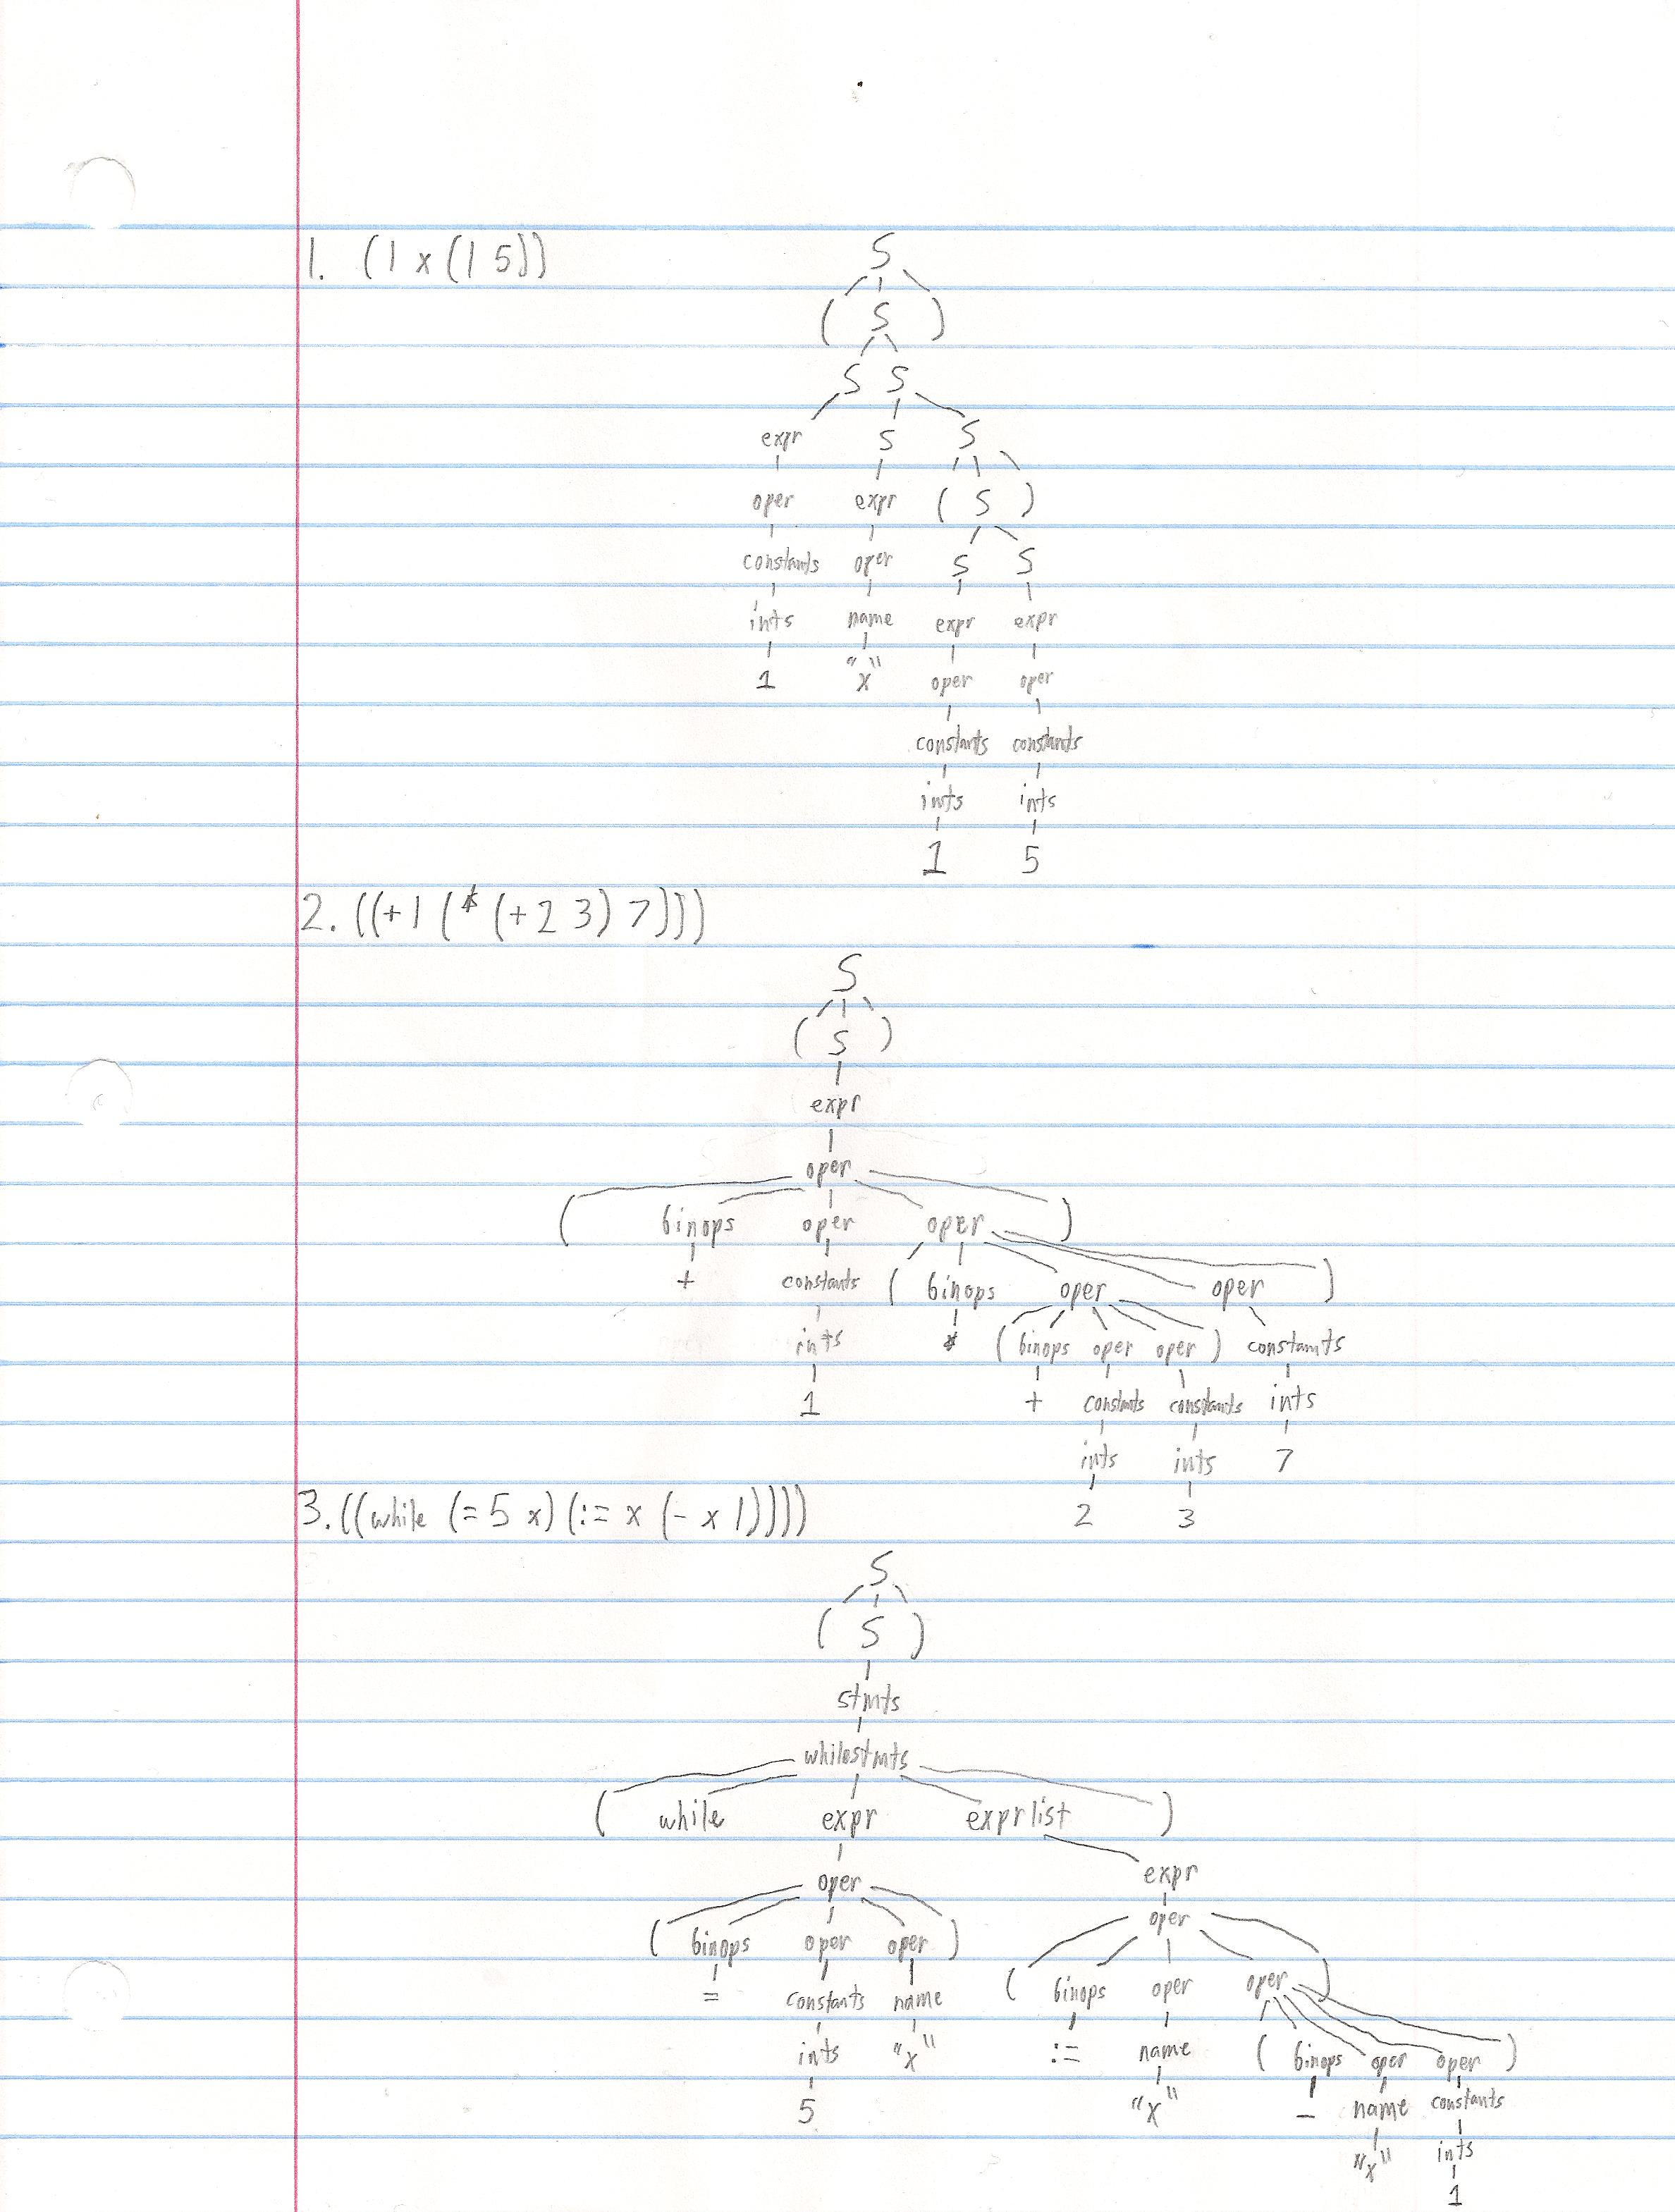 1. (1 x (1 5)) S
( S )
S S
expr S S
oper expr ( S )
constants oper S S
ints name expr expr
1 "x" oper oper
constants constants
ints ints
1 5
2. ((+ 1 (* (+ 2 3) 7)))
S
( S )
expr
oper
( binops oper oper )
+ constants ( binops oper oper )
ints * ( binops oper oper ) constants
1 + constants constants ints
ints ints 7
3. ((while (= 5 x) (:= x (- x 1)))) 2 3
S
( S )
stmts
whilestmts
( while expr exprlist )
expr
oper
oper
( binops oper oper )
= constants name
( binops oper oper )
ints "x" := name ( binops oper oper )
5 "x" - name constants
"x" ints
1